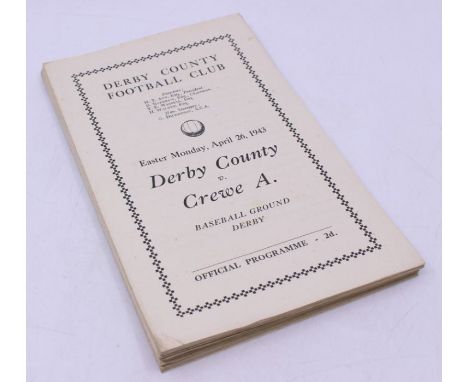 DERBY COUNTY
FOOTBALL CLUB
Easter Monday, April 26, 1943
Derby County
v.
Crewe A.
BASEBALL GROUND
DERBY
OFFICIAL PROGRAMME - 2d.